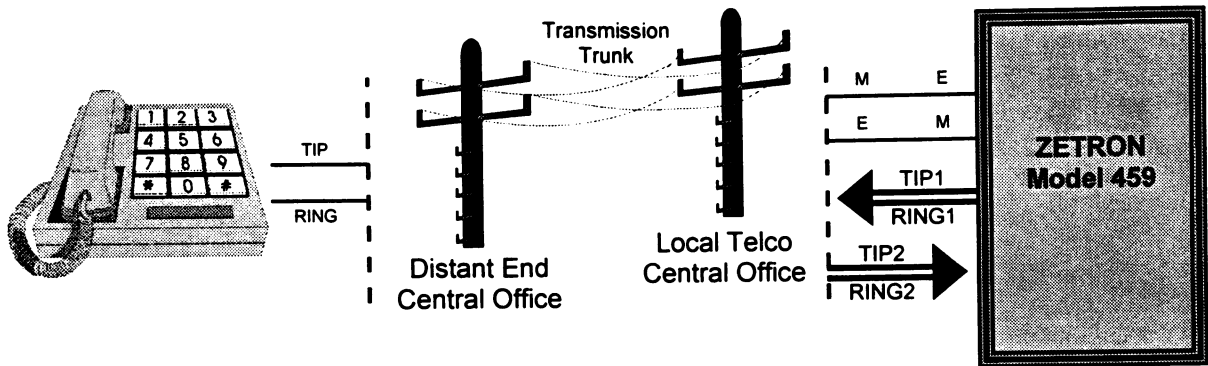 Transmission
Trunk
1 2 3
4 5 6
7 8 9
* 0 #
TIP
RING
Distant End
Central Office
Local Telco
Central Office
M E
E M
TIP1
RING1
TIP2
RING2
ZETRON
Model 459